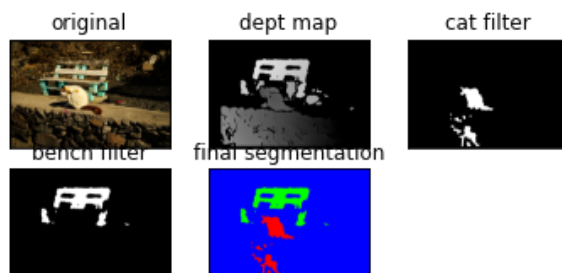 original
dept map
cat filter
bench filter
final segmentation